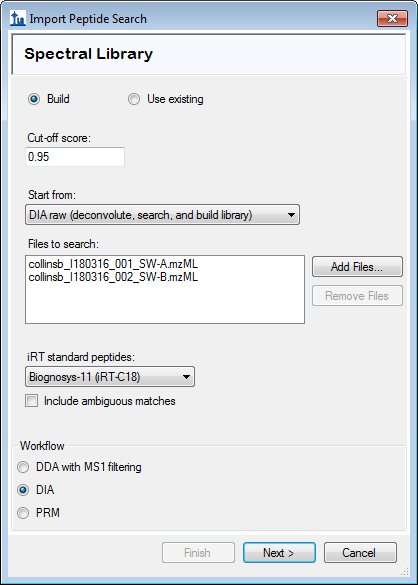 Import Peptide Search
Spectral Library
Build
Use existing
Cut-off score:
0.95
Start from:
DIA raw (deconvolute, search, and build library)
Files to search:
collinsb_I180316_001_SW-A.mzML
collinsb_I180316_002_SW-B.mzML
Add Files...
Remove Files
iRT standard peptides:
Biognosys-11 (iRT-C18)
Include ambiguous matches
Workflow
DDA with MS1 filtering
DIA
PRM
Finish
Next >
Cancel